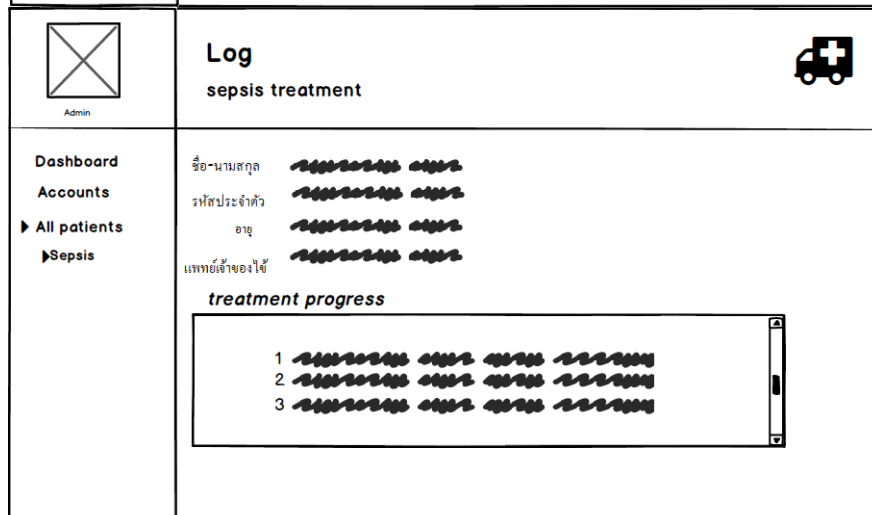 Log
sepsis treatment
Admin
Dashboard
Accounts
All patients
Sepsis
ชื่อ-นามสกุล
รหัสประจำตัว
อายุ
แพทย์เจ้าของไข้
treatment progress
1
2
3